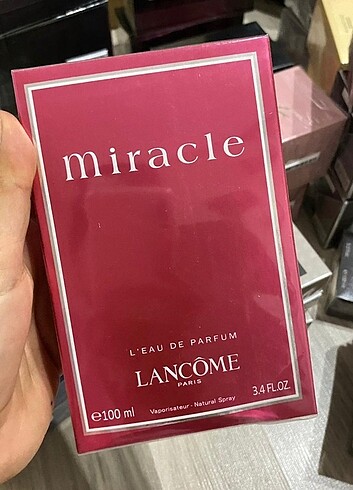 miracle
L'EAU DE PARFUM
LANCÔME
PARIS
℮100 ml
3.4 FL.OZ.
Vaporisateur - Natural Spray